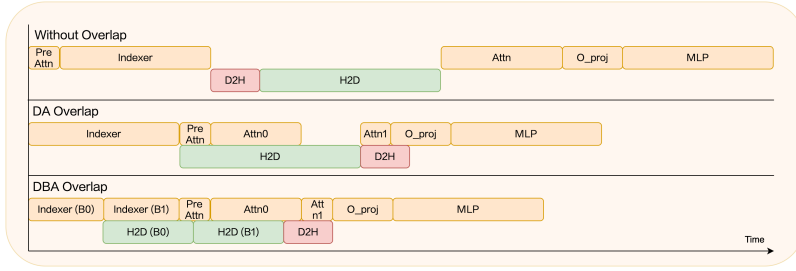 Without Overlap
Pre
Attn
Indexer
Attn
O_proj
MLP
D2H
H2D
DA Overlap
Indexer
Pre
Attn
Attn0
Attn1
O_proj
MLP
H2D
D2H
DBA Overlap
Indexer (B0)
Indexer (B1)
Pre
Attn
Attn0
Att
n1
O_proj
MLP
H2D (B0)
H2D (B1)
D2H
Time